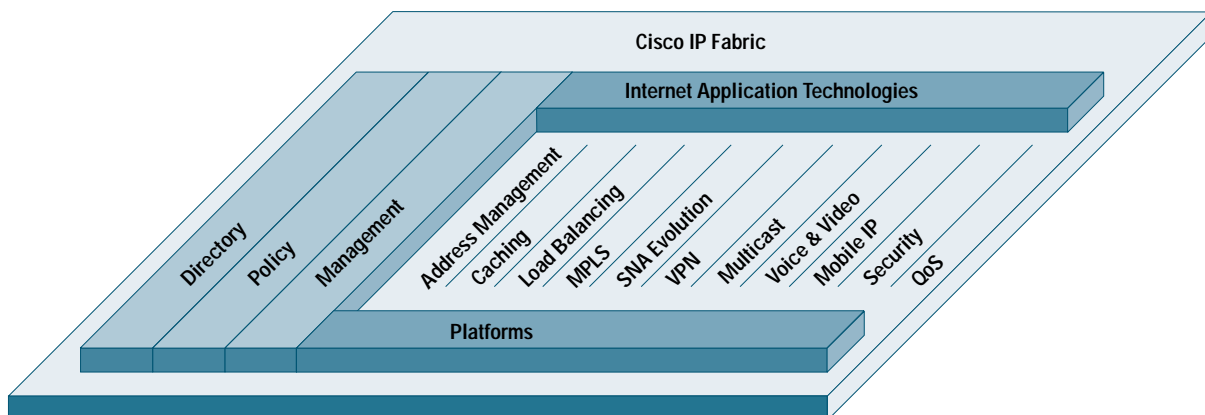 Cisco IP Fabric
Internet Application Technologies
Directory
Policy
Management
Address Management
Caching
Load Balancing
MPLS
SNA Evolution
VPN
Multicast
Voice & Video
Mobile IP
Security
QoS
Platforms